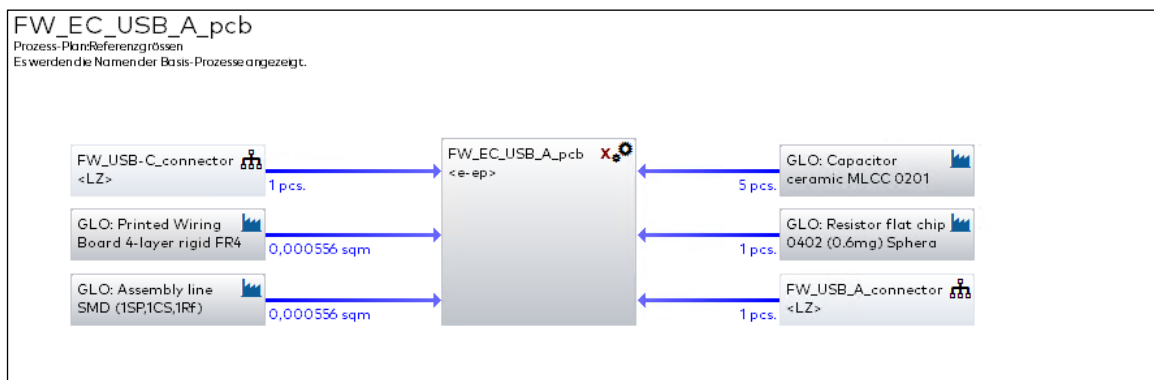 FW_EC_USB_A_pcb
Prozess-Plan:Referenzgrössen
Es werden die Namen der Basis-Prozesse angezeigt.
FW_USB-C_connector
<LZ>
1 pcs.
GLO: Printed Wiring
Board 4-layer rigid FR4
0,000556 sqm
GLO: Assembly line
SMD (1SP,1CS,1Rf)
0,000556 sqm
FW_EC_USB_A_pcb
<e-ep>
GLO: Capacitor
ceramic MLCC 0201
5 pcs.
GLO: Resistor flat chip
0402 (0.6mg) Sphera
1 pcs.
FW_USB_A_connector
<LZ>
1 pcs.